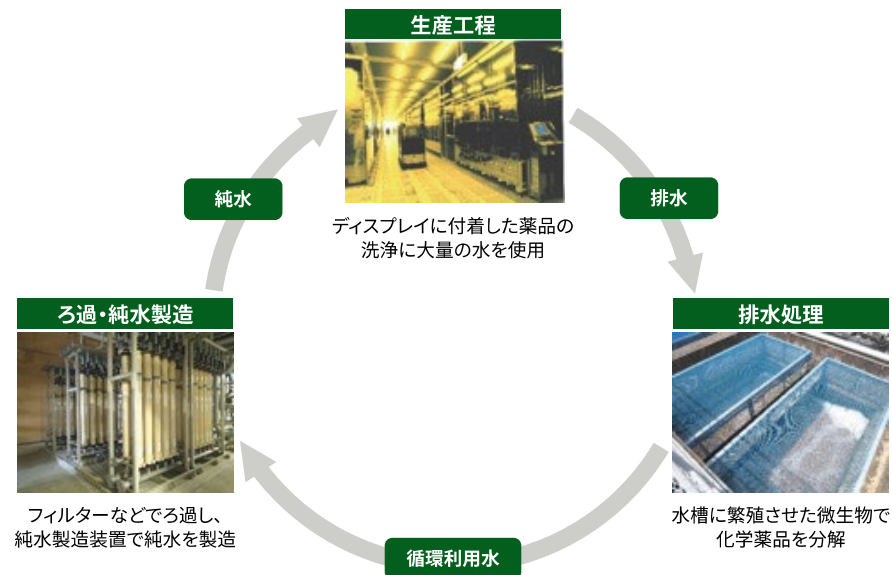 生産工程
純水
排水
ディスプレイに付着した薬品の
洗浄に大量の水を使用
ろ過・純水製造
排水処理
フィルターなどでろ過し、
純水製造装置で純水を製造
水槽に繁殖させた微生物で
化学薬品を分解
循環利用水